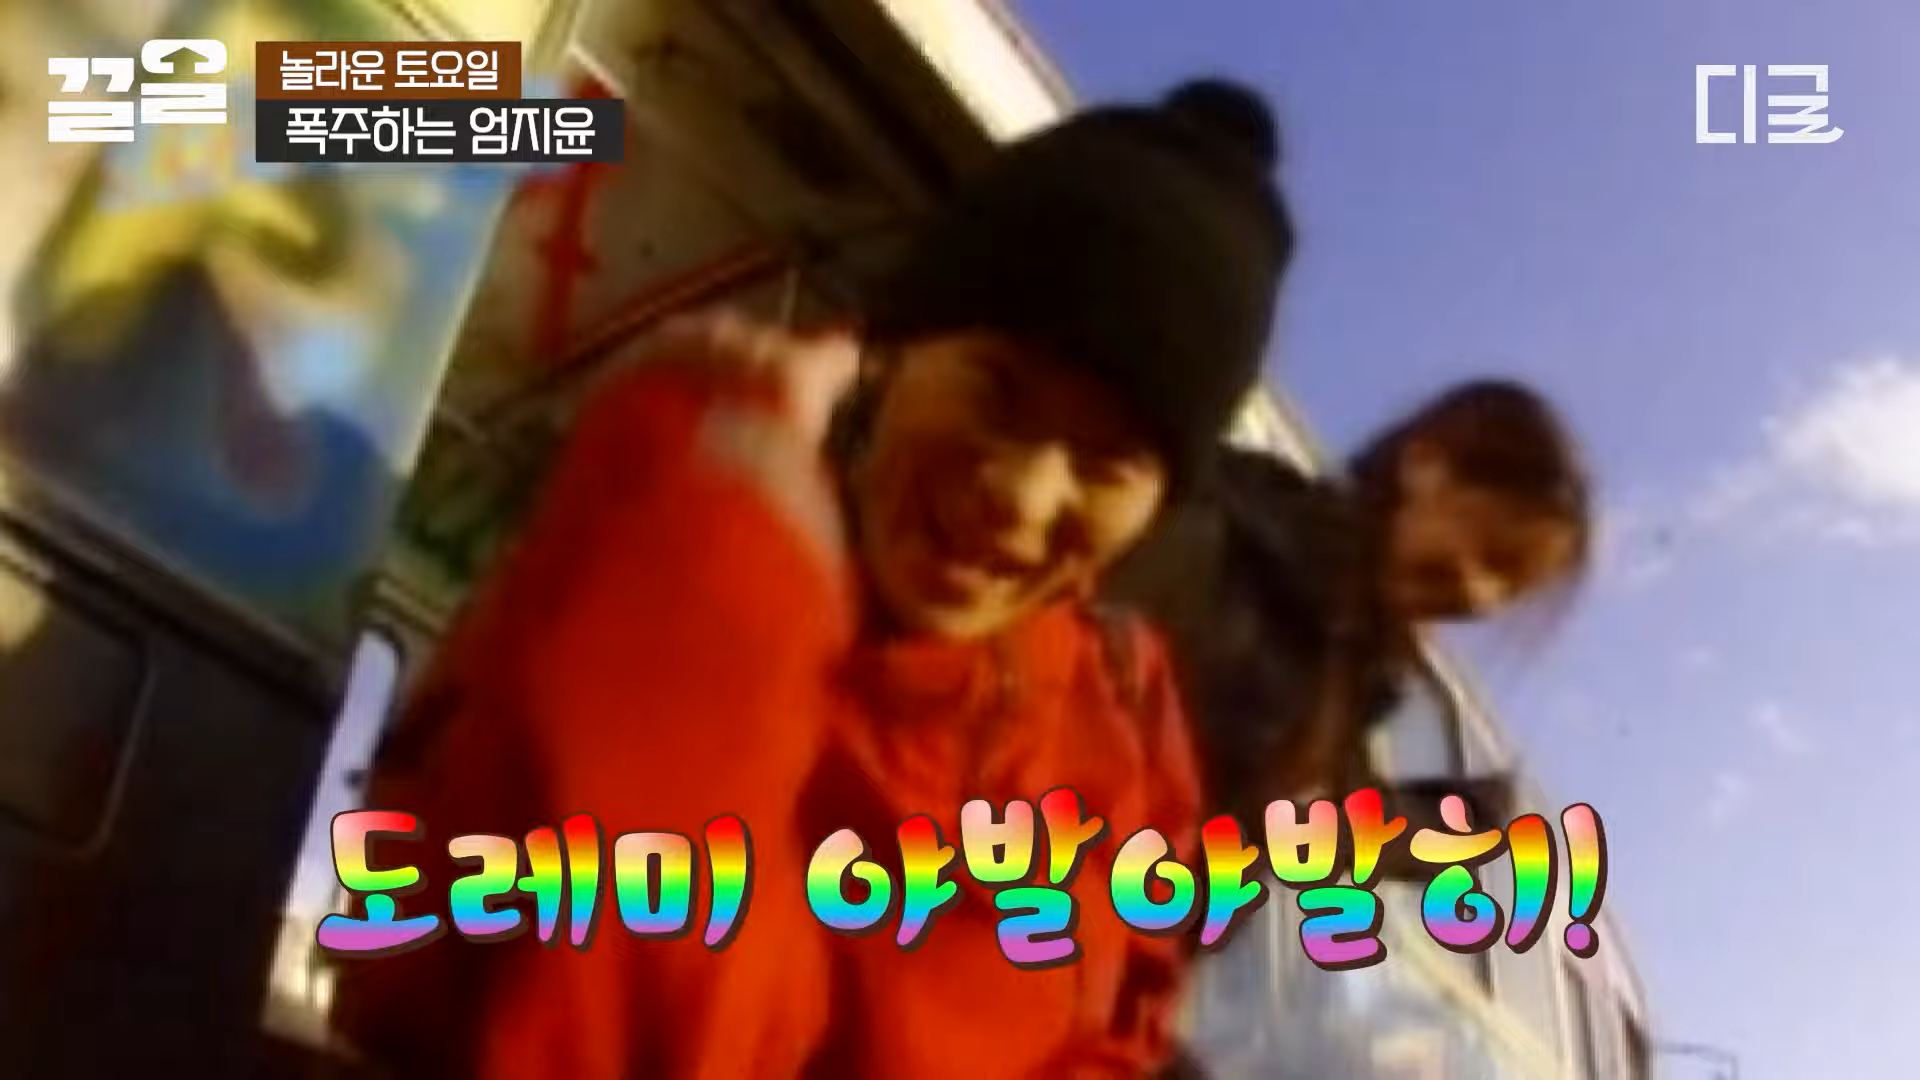 끌올
놀라운 토요일
폭주하는 엄지윤
디글
도레미 야발야발히!